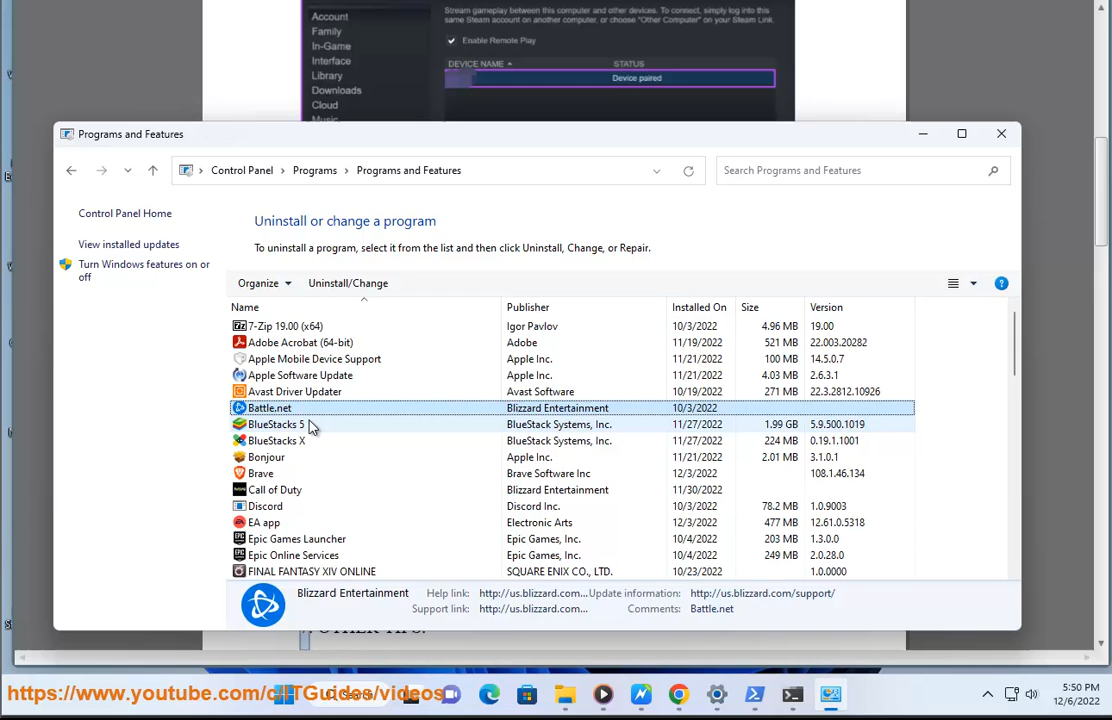 Stream gameplay between this computer and other devices. To connect, simply log into the
same Steam account on another computer, or choose "Other Computer" on your Steam Link.
Account
Family
In-Game
Interface
Library
Downloads
Cloud
Music
Enable Remote Play
DEVICE NAME STATUS
Device paired
Programs and Features
Control Panel > Programs > Programs and Features
Search Programs and Features
Control Panel Home
View installed updates
Turn Windows features on or
off
Uninstall or change a program
To uninstall a program, select it from the list and then click Uninstall, Change, or Repair.
Organize Uninstall/Change
Name Publisher Installed On Size Version
7-Zip 19.00 (x64) Igor Pavlov 10/3/2022 4.96 MB 19.00
Adobe Acrobat (64-bit) Adobe 11/19/2022 521 MB 22.003.20282
Apple Mobile Device Support Apple Inc. 11/21/2022 100 MB 14.5.0.7
Apple Software Update Apple Inc. 11/21/2022 4.03 MB 2.6.3.1
Avast Driver Updater Avast Software 10/19/2022 271 MB 22.3.2812.10926
Battle.net Blizzard Entertainment 10/3/2022
BlueStacks 5 BlueStack Systems, Inc. 11/27/2022 1.99 GB 5.9.500.1019
BlueStacks X BlueStack Systems, Inc. 11/27/2022 224 MB 0.19.1.1001
Bonjour Apple Inc. 11/21/2022 2.01 MB 3.1.0.1
Brave Brave Software Inc 12/3/2022 108.1.46.134
Call of Duty Blizzard Entertainment 11/30/2022
Discord Discord Inc. 10/3/2022 78.2 MB 1.0.9003
EA app Electronic Arts 12/3/2022 477 MB 12.61.0.5318
Epic Games Launcher Epic Games, Inc. 10/4/2022 203 MB 1.3.0.0
Epic Online Services Epic Games, Inc. 10/4/2022 249 MB 2.0.28.0
FINAL FANTASY XIV ONLINE SQUARE ENIX CO., LTD. 10/23/2022 1.0.0000
Blizzard Entertainment Help link: http://us.blizzard.com... Update information: http://us.blizzard.com/support/
Support link: http://us.blizzard.com... Comments: Battle.net
OTHER TIPS:
https://www.youtube.com/c/ITGuides/videos
5:50 PM
12/6/2022